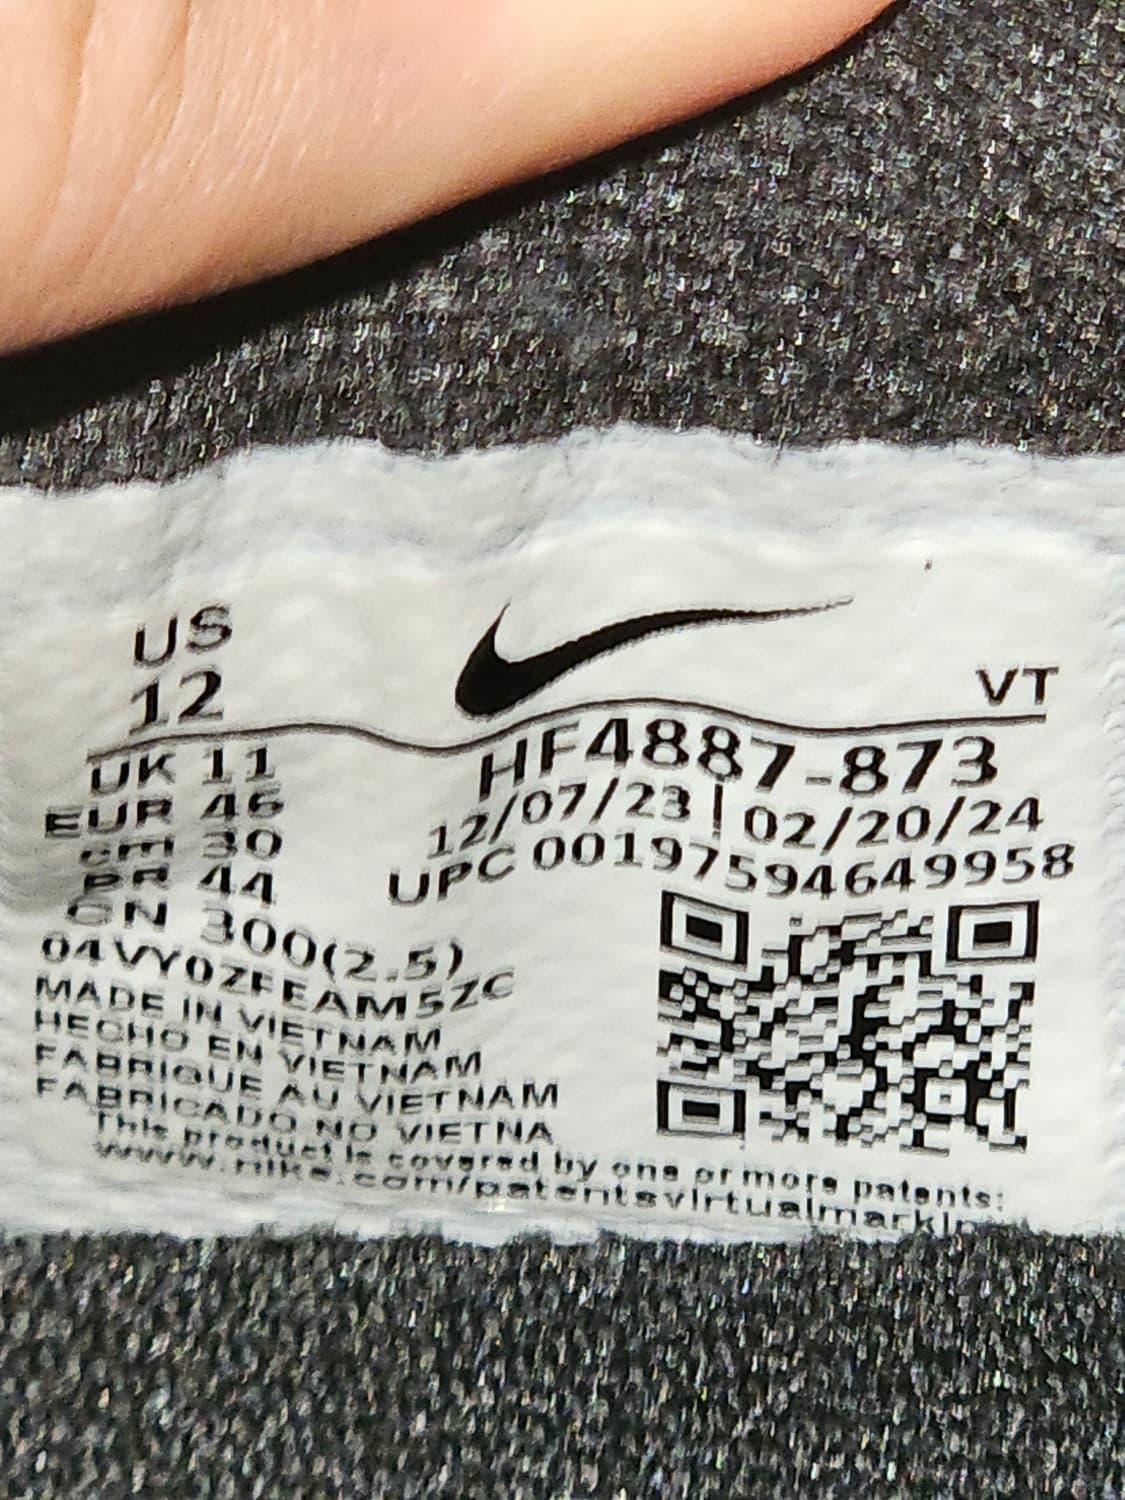 US
12
VT
UK 11
EUR 46
cm 30
BR 44
CN 300(2.5)
HF4887-873
12/07/23 | 02/20/24
UPC 00197594649958
04VY0ZFEAM5ZC
MADE IN VIETNAM
HECHO EN VIETNAM
FABRIQUE AU VIETNAM
FABRICADO NO VIETNA
This product is covered by one or more patents:
www.nike.com/patentsvirtualmarkin